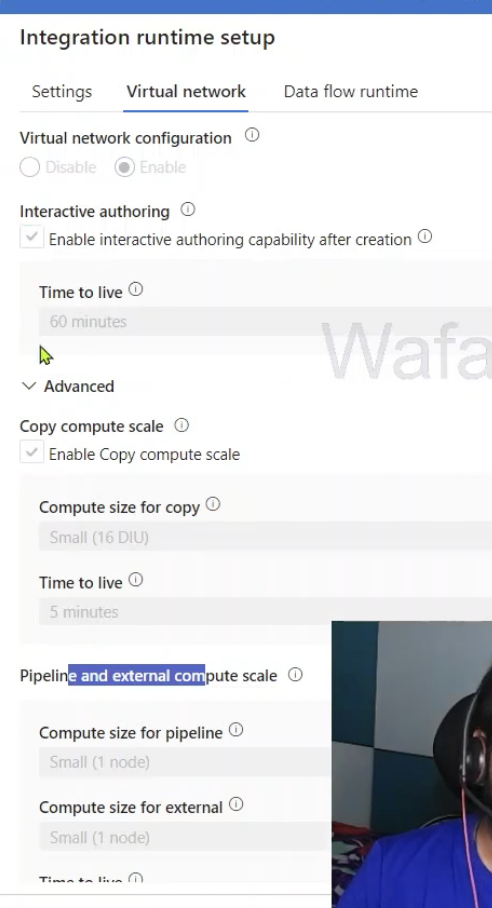 Integration runtime setup
Settings Virtual network Data flow runtime
Virtual network configuration
Disable Enable
Interactive authoring
Enable interactive authoring capability after creation
Time to live
60 minutes
Wafa
Advanced
Copy compute scale
Enable Copy compute scale
Compute size for copy
Small (16 DIU)
Time to live
5 minutes
Pipeline and external compute scale
Compute size for pipeline
Small (1 node)
Compute size for external
Small (1 node)
Time to live